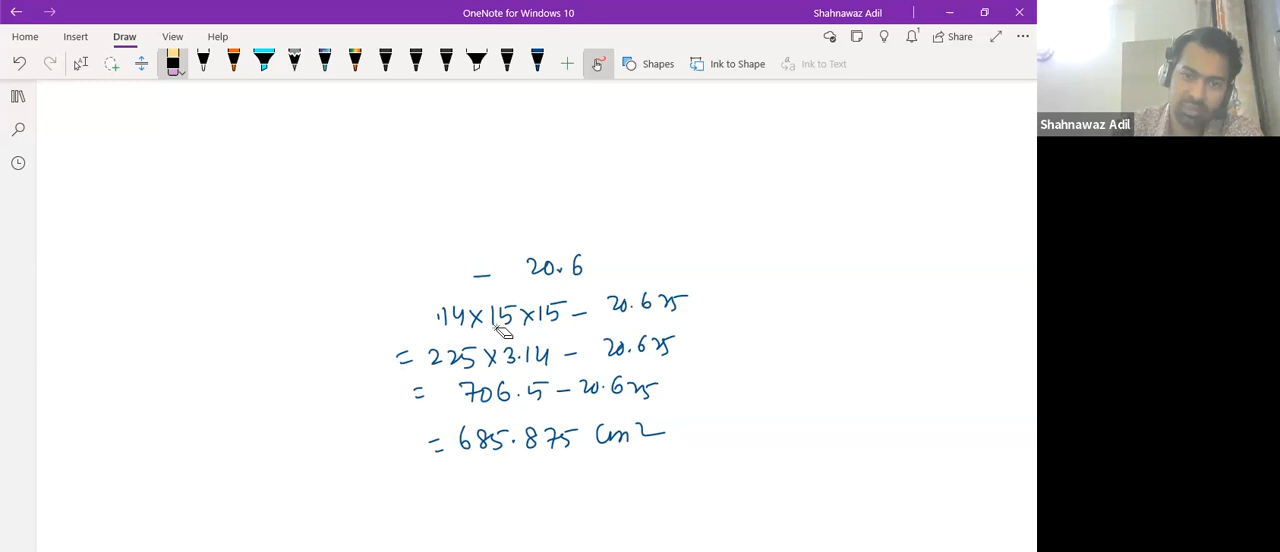 OneNote for Windows 10
Shahnawaz Adil
Home Insert Draw View Help
Share
Shapes Ink to Shape Ink to Text
Shahnawaz Adil
- 20.6
.14 x 15 x 15 - 20.625
= 225 x 3.14 - 20.625
= 706.5 - 20.625
= 685.875 cm2